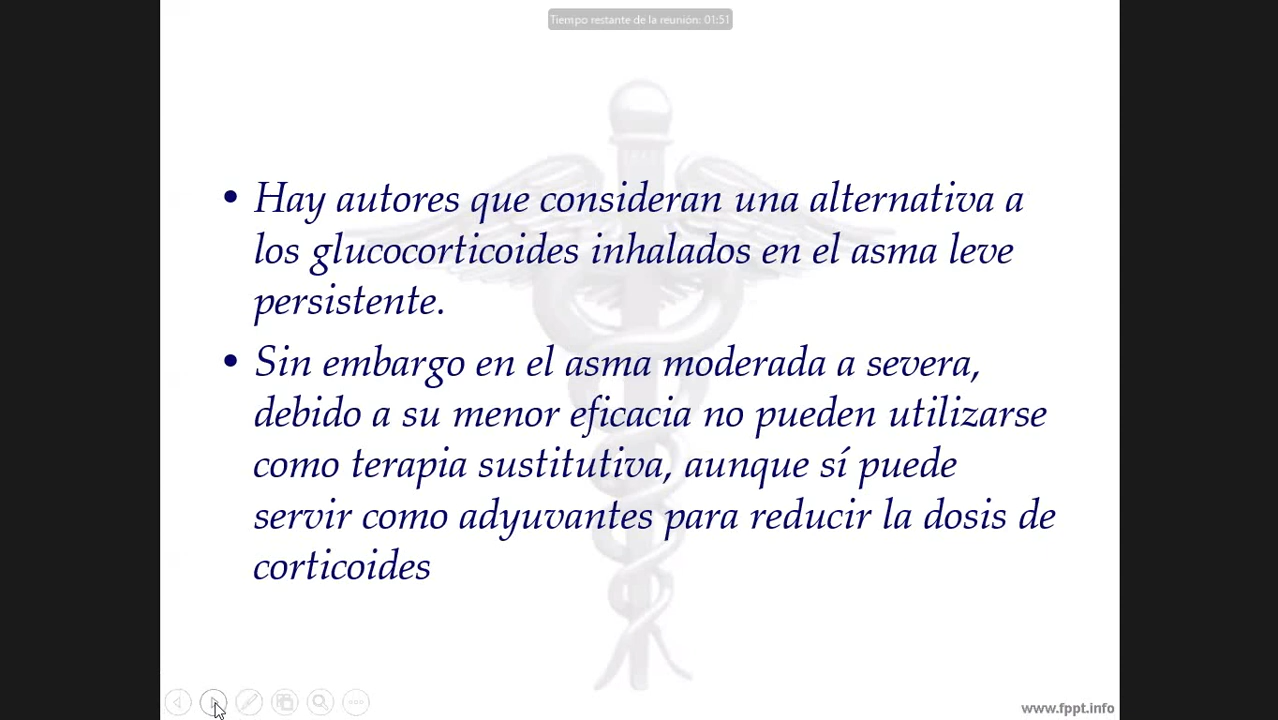 Tiempo restante de la reunión: 01:51
• Hay autores que consideran una alternativa a
los glucocorticoides inhalados en el asma leve
persistente.
• Sin embargo en el asma moderada a severa,
debido a su menor eficacia no pueden utilizarse
como terapia sustitutiva, aunque sí puede
servir como adyuvantes para reducir la dosis de
corticoides
www.fppt.info